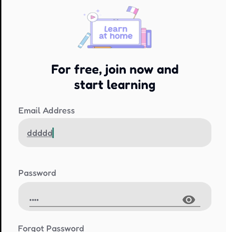 Learn
at home
For free, join now and
start learning
Email Address
ddddd
Password
....
Forgot Password